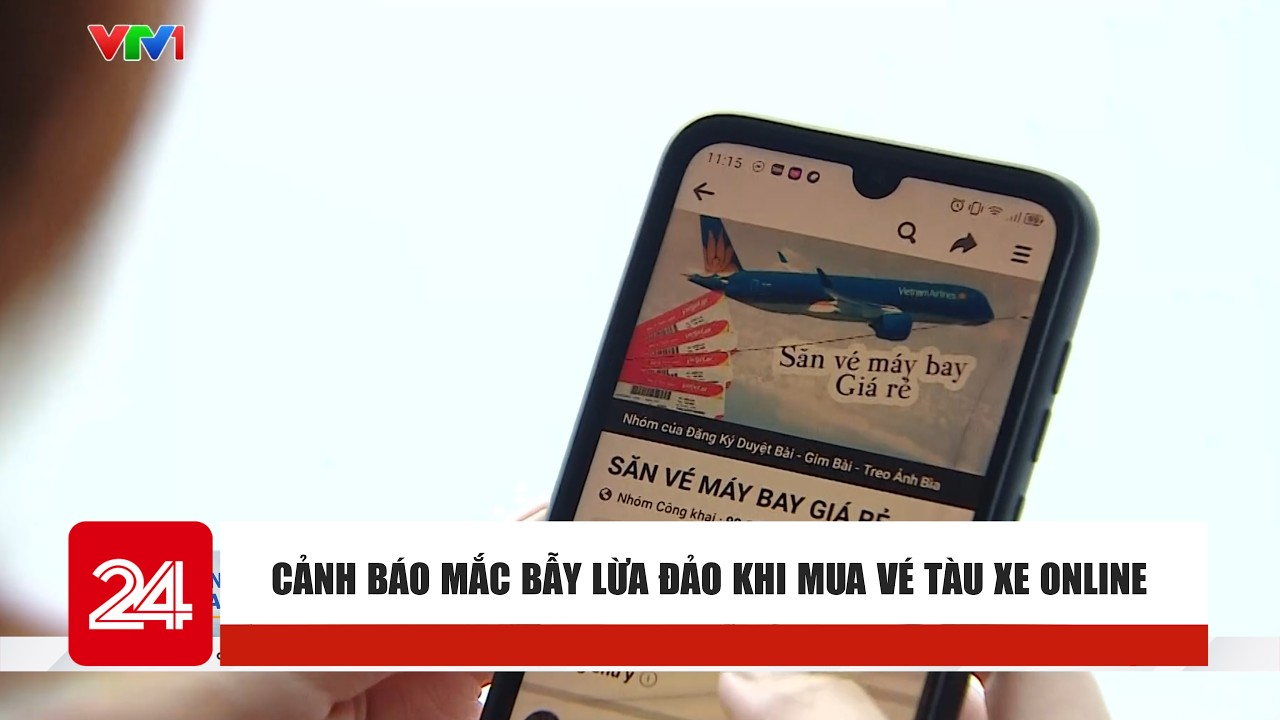 VTV1
11:15
Vietnam Airlines
Săn vé máy bay
Giá rẻ
Nhóm của Đăng Ký Duyệt Bài - Gim Bài - Treo Ảnh Bìa
SĂN VÉ MÁY BAY GIÁ RẺ
Nhóm Công khai
24
CẢNH BÁO MẮC BẪY LỪA ĐẢO KHI MUA VÉ TÀU XE ONLINE